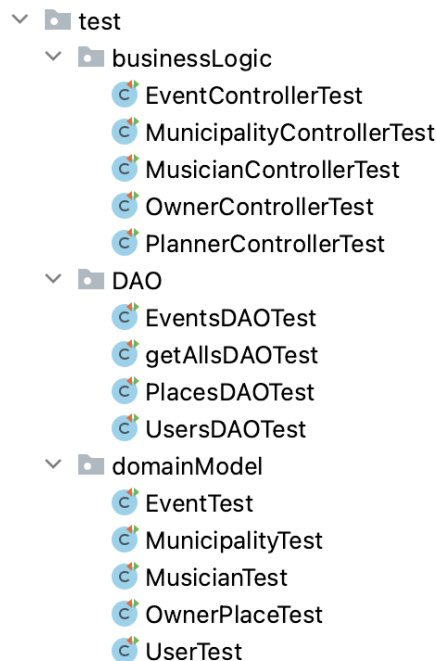 test
businessLogic
EventControllerTest
MunicipalityControllerTest
MusicianControllerTest
OwnerControllerTest
PlannerControllerTest
DAO
EventsDAOTest
getAllsDAOTest
PlacesDAOTest
UsersDAOTest
domainModel
EventTest
MunicipalityTest
MusicianTest
OwnerPlaceTest
UserTest